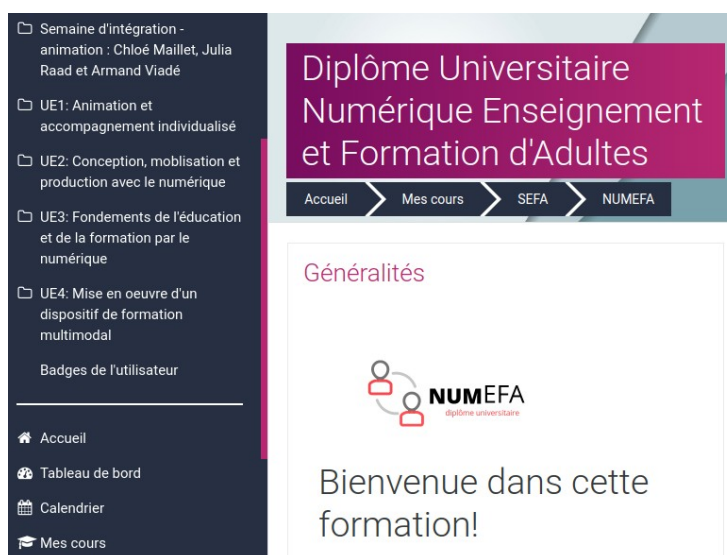 Semaine d'intégration -
animation : Chloé Maillet, Julia
Raad et Armand Viadé
UE1: Animation et
accompagnement individualisé
UE2: Conception, moblisation et
production avec le numérique
UE3: Fondements de l'éducation
et de la formation par le
numérique
UE4: Mise en oeuvre d'un
dispositif de formation
multimodal
Badges de l'utilisateur
Accueil
Tableau de bord
Calendrier
Mes cours
Diplôme Universitaire
Numérique Enseignement
et Formation d'Adultes
Accueil Mes cours SEFA NUMEFA
Généralités
NUMEFA
diplôme universitaire
Bienvenue dans cette
formation!